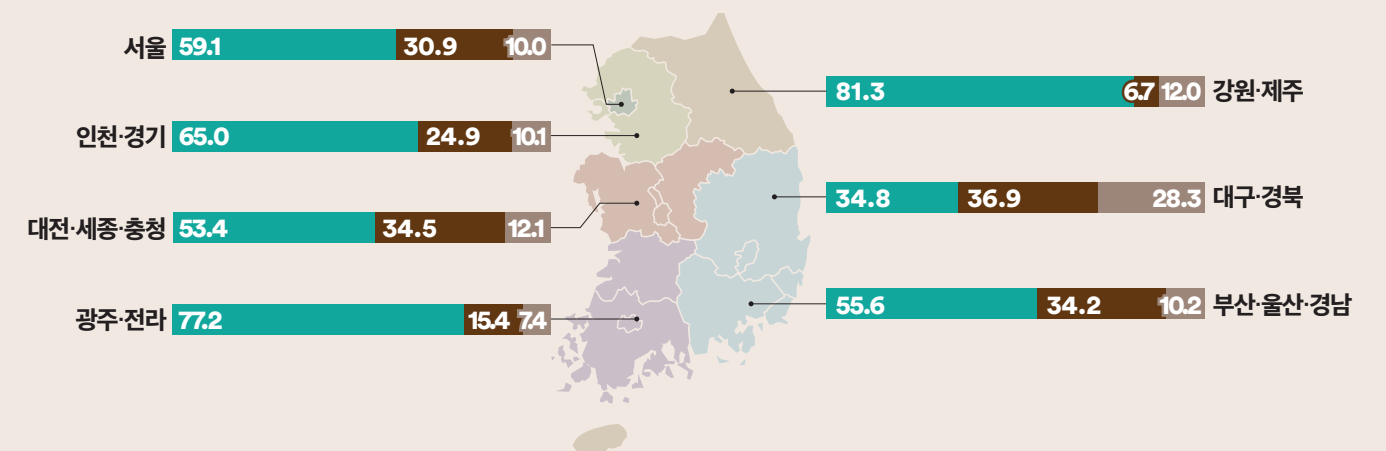 서울 59.1 30.9 10.0
인천·경기 65.0 24.9 10.1
대전·세종·충청 53.4 34.5 12.1
광주·전라 77.2 15.4 7.4
81.3 6.7 12.0 강원·제주
34.8 36.9 28.3 대구·경북
55.6 34.2 10.2 부산·울산·경남